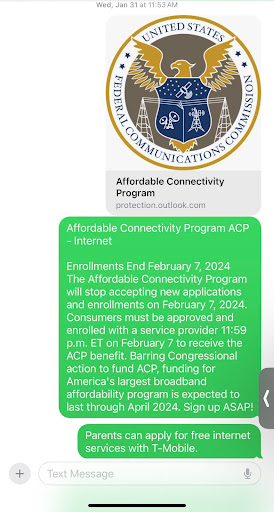 Wed, Jan 31 at 11:53 AM
UNITED STATES
FEDERAL COMMUNICATIONS COMMISSION
Affordable Connectivity
Program
protection.outlook.com
Affordable Connectivity Program ACP
- Internet
Enrollments End February 7, 2024
The Affordable Connectivity Program
will stop accepting new applications
and enrollments on February 7, 2024.
Consumers must be approved and
enrolled with a service provider 11:59
p.m. ET on February 7 to receive the
ACP benefit. Barring Congressional
action to fund ACP, funding for
America's largest broadband
affordability program is expected to
last through April 2024. Sign up ASAP!
Parents can apply for free internet
services with T-Mobile.
Text Message